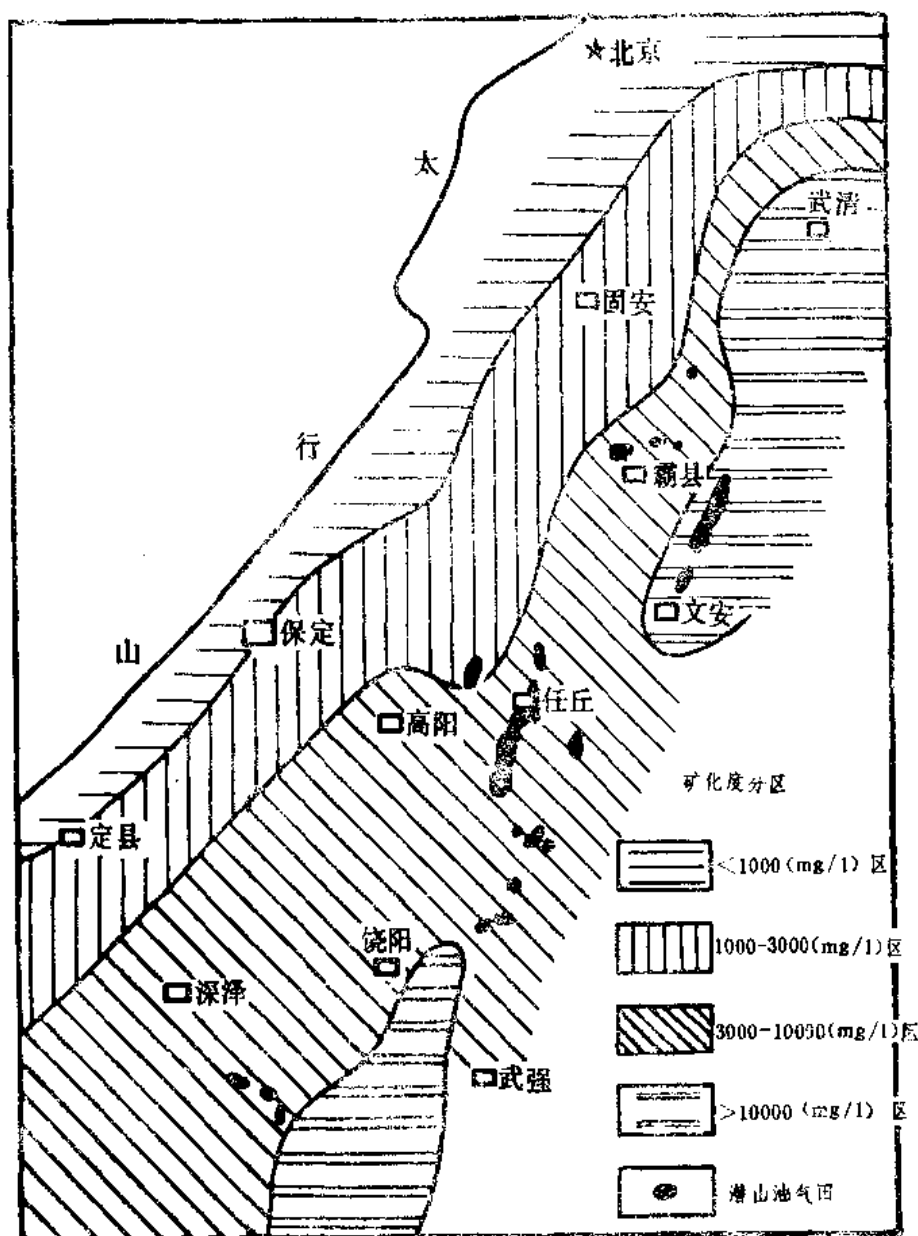 北京
太
武清
固安
行
霸县
文安
保定
山
任丘
高阳
矿化度分区
定县
<1000(mg/l)区
饶阳
1000-3000(mg/l)区
深泽
3000-10000(mg/l)区
武强
>10000(mg/l)区
潜山油气田